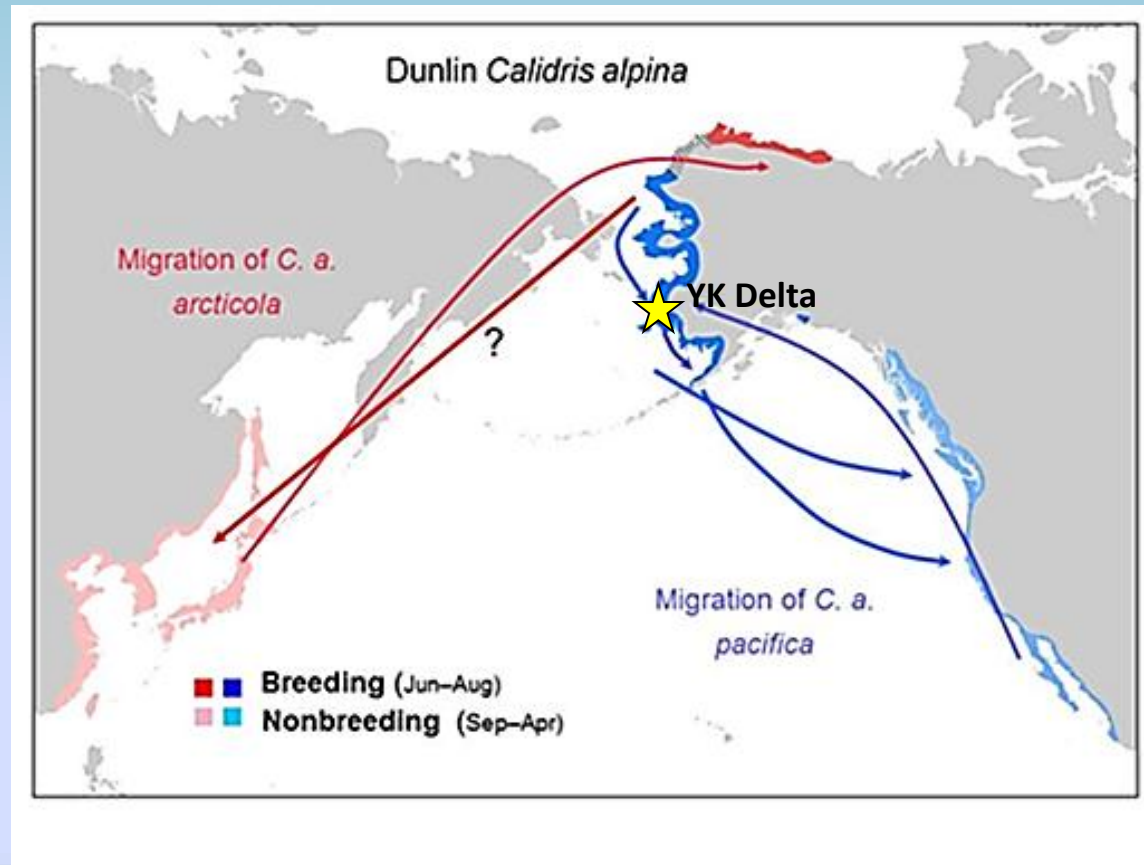 Dunlin Calidris alpina
Migration of C. a.
arcticola
YK Delta
?
Migration of C. a.
pacifica
Breeding (Jun–Aug)
Nonbreeding (Sep–Apr)